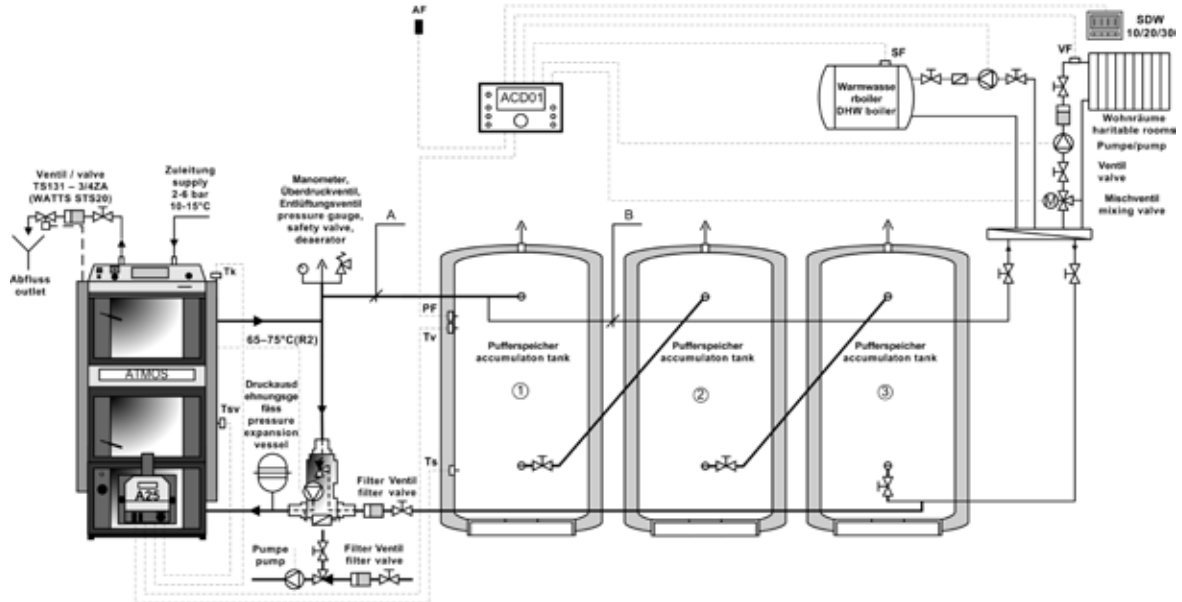 AF
SDW
10/20/30(
ACD01
SF
VF
Warmwasse
rboiler
DHW boiler
Wohnräume
haritable rooms
Pumpe/pump
Ventil
valve
M
Mischventil
mixing valve
Ventil / valve
TS131 – 3/4ZA
(WATTS STS20)
Zuleitung
supply
2-6 bar
10-15°C
Manometer,
Überdruckventil,
Entlüftungsventil
pressure gauge,
safety valve,
deaerator
A
B
Abfluss
outlet
Tk
PF
Tv
65–75°C(R2)
Pufferspeicher
accumulaton tank
1
Pufferspeicher
accumulaton tank
2
Pufferspeicher
accumulaton tank
3
ATMOS
Druckausd
ehnungsge
fäss
pressure
expansion
vessel
Tsv
Ts
A25
Filter Ventil
filter valve
Pumpe
pump
Filter Ventil
filter valve